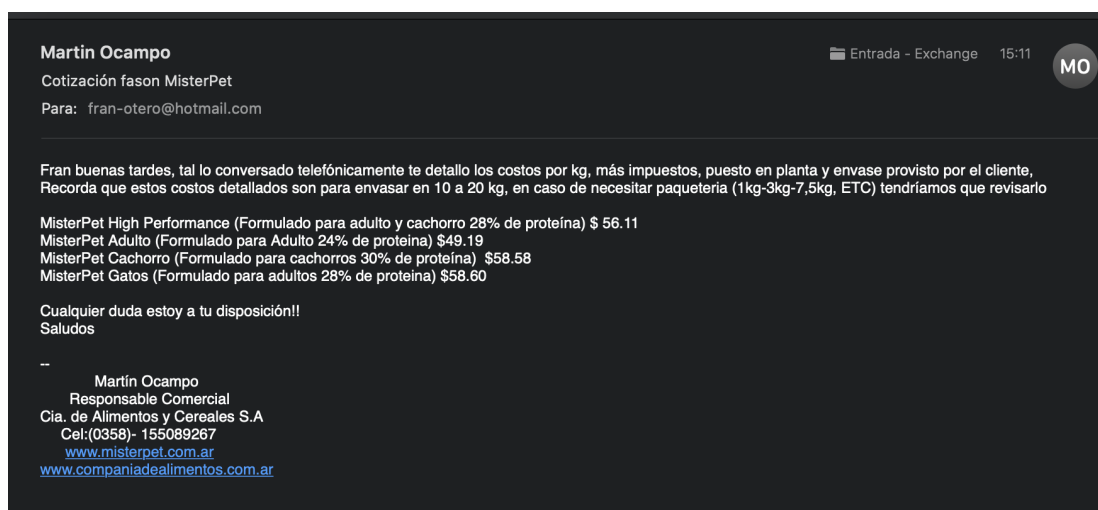 Martin Ocampo
Entrada - Exchange 15:11
MO
Cotización fason MisterPet
Para: fran-otero@hotmail.com
Fran buenas tardes, tal lo conversado telefónicamente te detallo los costos por kg, más impuestos, puesto en planta y envase provisto por el cliente,
Recorda que estos costos detallados son para envasar en 10 a 20 kg, en caso de necesitar paqueteria (1kg-3kg-7,5kg, ETC) tendríamos que revisarlo
MisterPet High Performance (Formulado para adulto y cachorro 28% de proteína) $ 56.11
MisterPet Adulto (Formulado para Adulto 24% de proteina) $49.19
MisterPet Cachorro (Formulado para cachorros 30% de proteína)  $58.58
MisterPet Gatos (Formulado para adultos 28% de proteina) $58.60
Cualquier duda estoy a tu disposición!!
Saludos
--
Martín Ocampo
Responsable Comercial
Cia. de Alimentos y Cereales S.A
Cel:(0358)- 155089267
www.misterpet.com.ar
www.companiadealimentos.com.ar